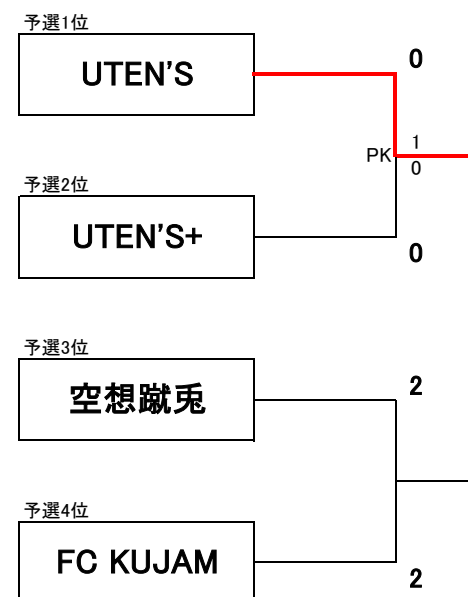 予選1位
UTEN'S
0
PK
1
0
予選2位
UTEN'S+
0
予選3位
空想蹴兎
2
予選4位
FC KUJAM
2